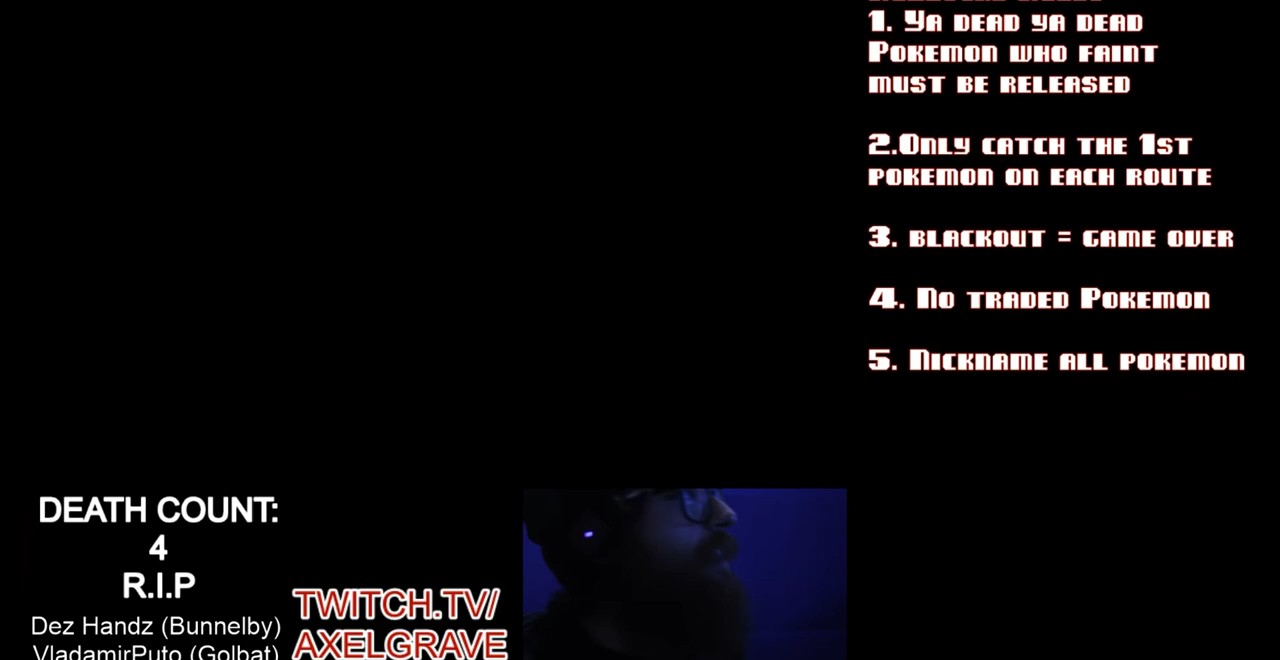 1. Ya dead ya dead
Pokemon who faint
must be released
2.Only catch the 1st
pokemon on each route
3. blackout = game over
4. No traded Pokemon
5. Nickname all pokemon
DEATH COUNT:
4
R.I.P
Dez Handz (Bunnelby)
VladamirPuto (Golbat)
TWITCH.TV/
AXELGRAVE